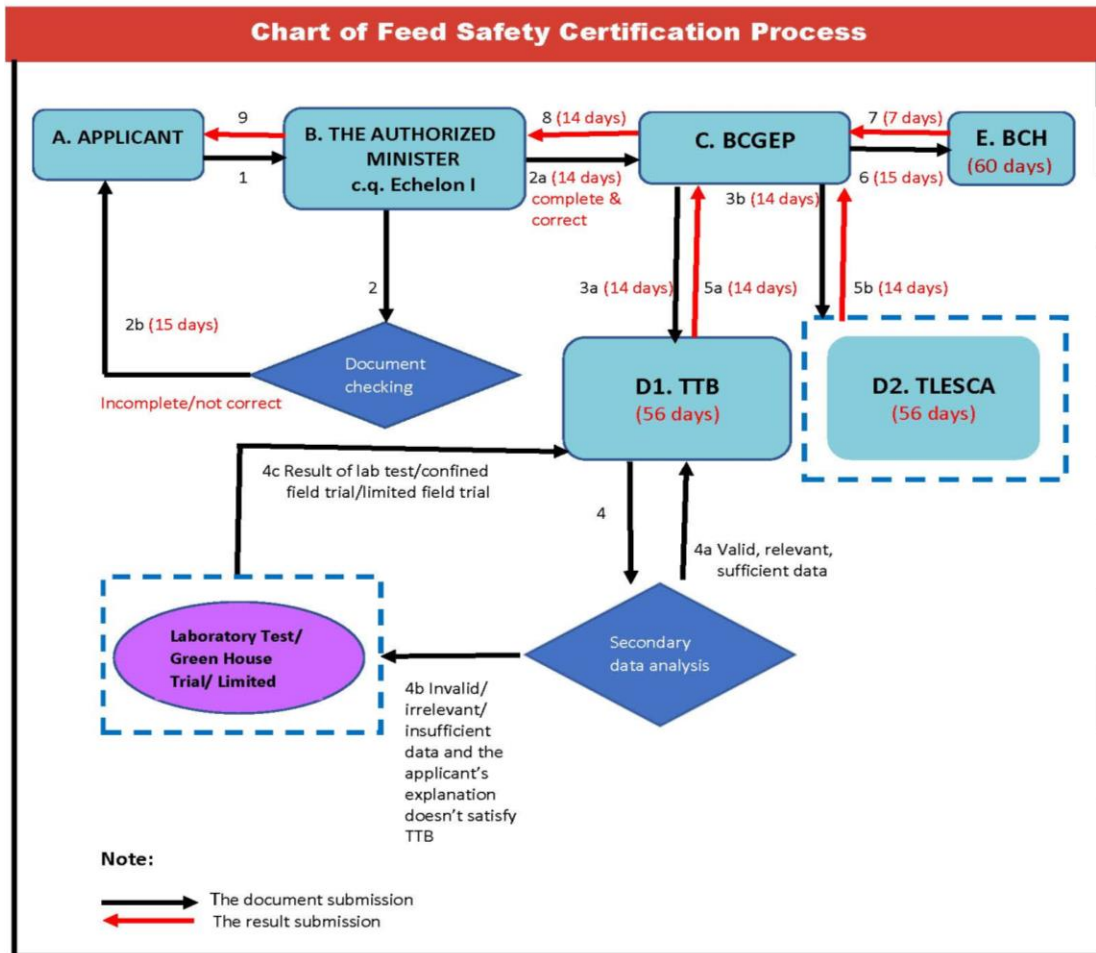 Chart of Feed Safety Certification Process
A. APPLICANT
9
1
B. THE AUTHORIZED
MINISTER
c.q. Echelon I
8 (14 days)
2a (14 days)
complete &
correct
C. BCGEP
7 (7 days)
6 (15 days)
E. BCH
(60 days)
3b (14 days)
2
3a (14 days)
5a (14 days)
5b (14 days)
2b (15 days)
Document
checking
Incomplete/not correct
D1. TTB
(56 days)
D2. TLESCA
(56 days)
4c Result of lab test/confined
field trial/limited field trial
4
4a Valid, relevant,
sufficient data
Laboratory Test/
Green House
Trial/ Limited
Secondary
data analysis
4b Invalid/
irrelevant/
insufficient
data and the
applicant’s
explanation
doesn’t satisfy
TTB
Note:
The document submission
The result submission